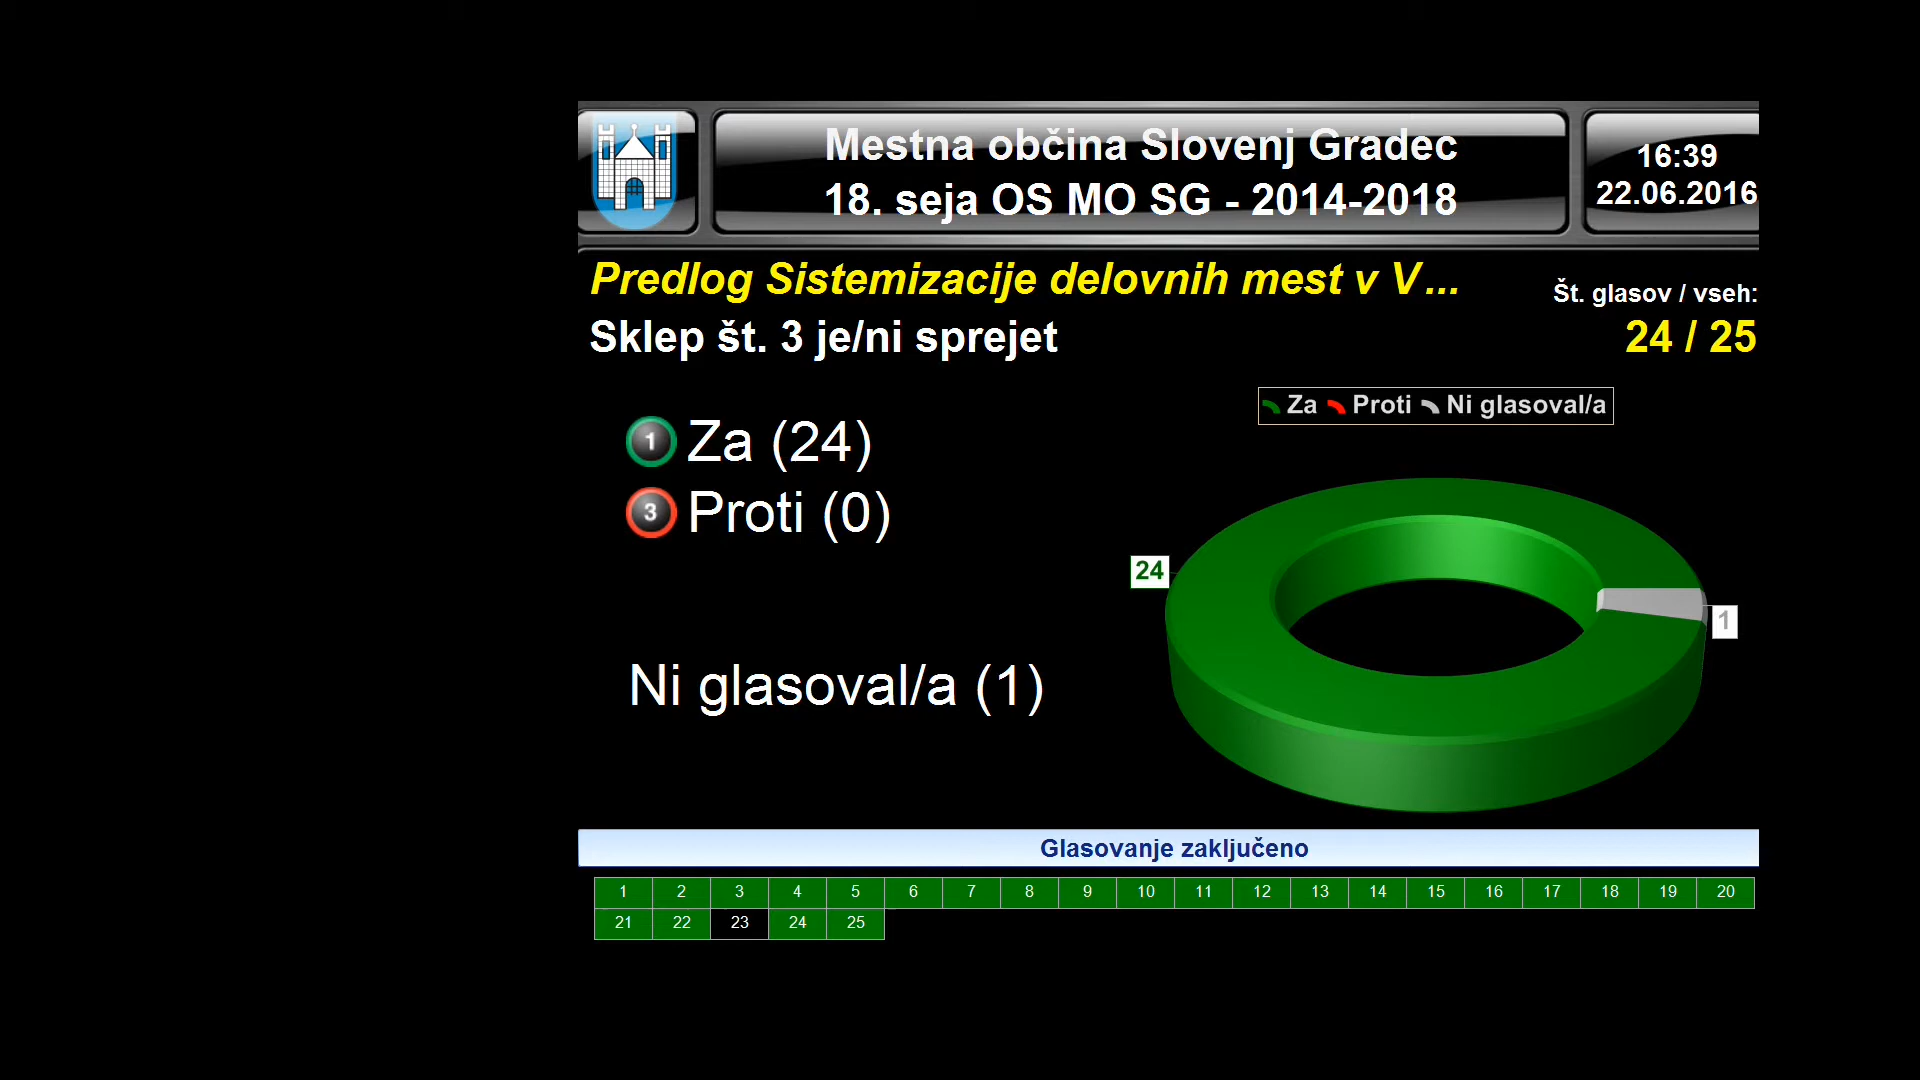 Mestna občina Slovenj Gradec
18. seja OS MO SG - 2014-2018
16:39
22.06.2016
Predlog Sistemizacije delovnih mest v V...
Št. glasov / vseh:
Sklep št. 3 je/ni sprejet
24 / 25
Za Proti Ni glasoval/a
1 Za (24)
3 Proti (0)
Ni glasoval/a (1)
24
1
Glasovanje zaključeno
1 2 3 4 5 6 7 8 9 10 11 12 13 14 15 16 17 18 19 20
21 22 23 24 25